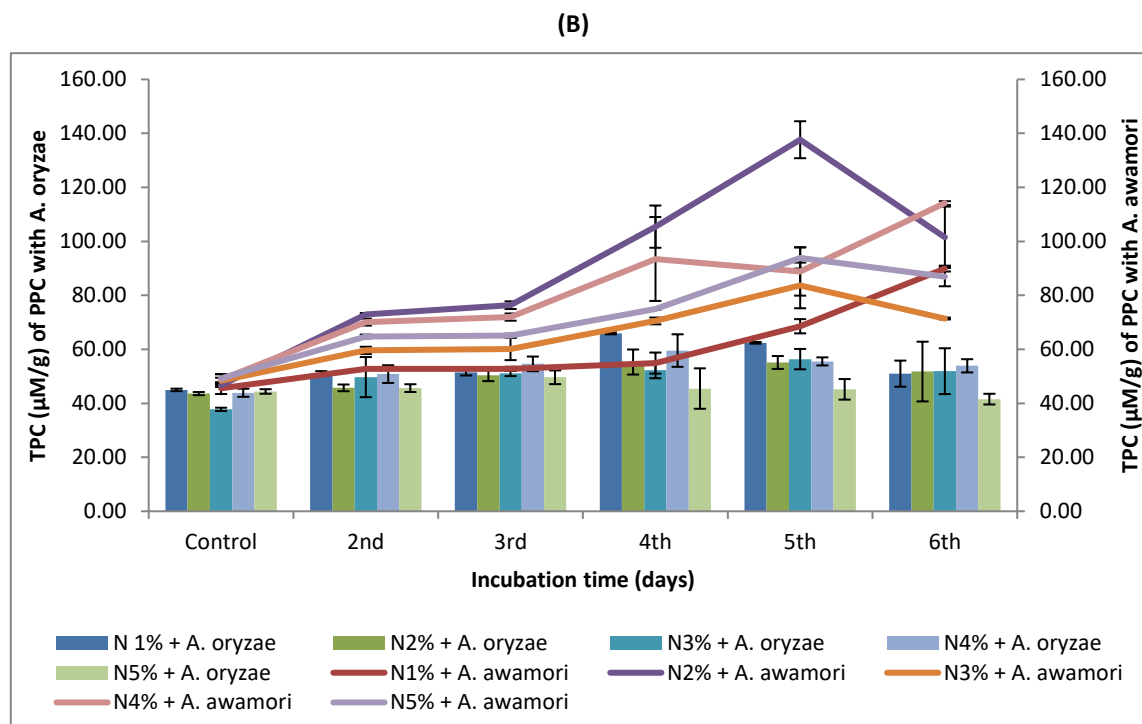 (B)
TPC (µM/g) of PPC with A. oryzae
160.00
140.00
120.00
100.00
80.00
60.00
40.00
20.00
0.00
160.00
140.00
120.00
100.00
80.00
60.00
40.00
20.00
0.00
TPC (µM/g) of PPC with A. awamori
Control 2nd 3rd 4th 5th 6th
Incubation time (days)
N 1% + A. oryzae N2% + A. oryzae N3% + A. oryzae N4% + A. oryzae
N5% + A. oryzae N1% + A. awamori N2% + A. awamori N3% + A. awamori
N4% + A. awamori N5% + A. awamori